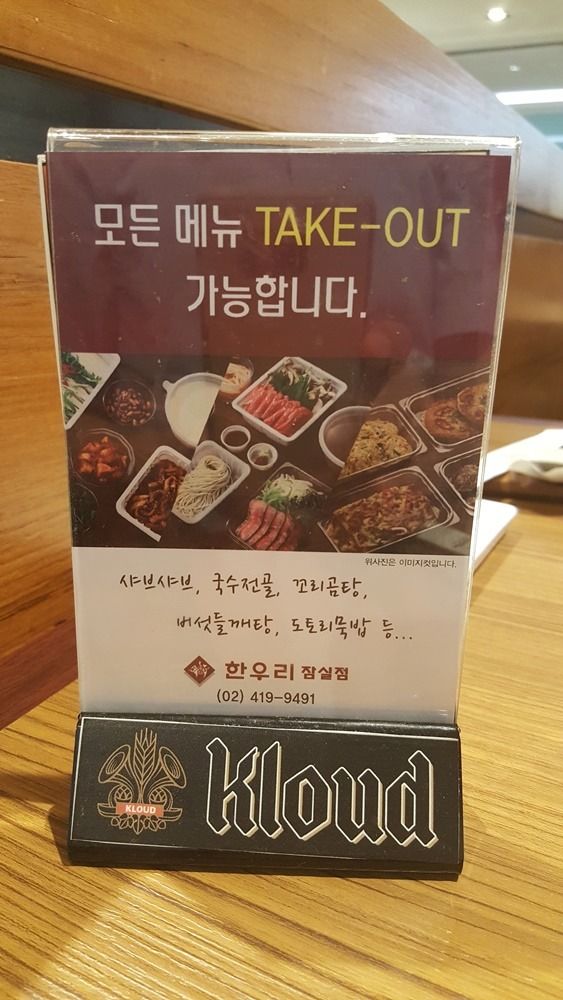 모든 메뉴 TAKE-OUT
가능합니다.
위사진은 이미지컷입니다.
샤브샤브, 국수전골, 꼬리곰탕,
버섯들깨탕, 도토리묵밥 등...
한우리 잠실점
(02) 419-9491
KLOUD
Kloud